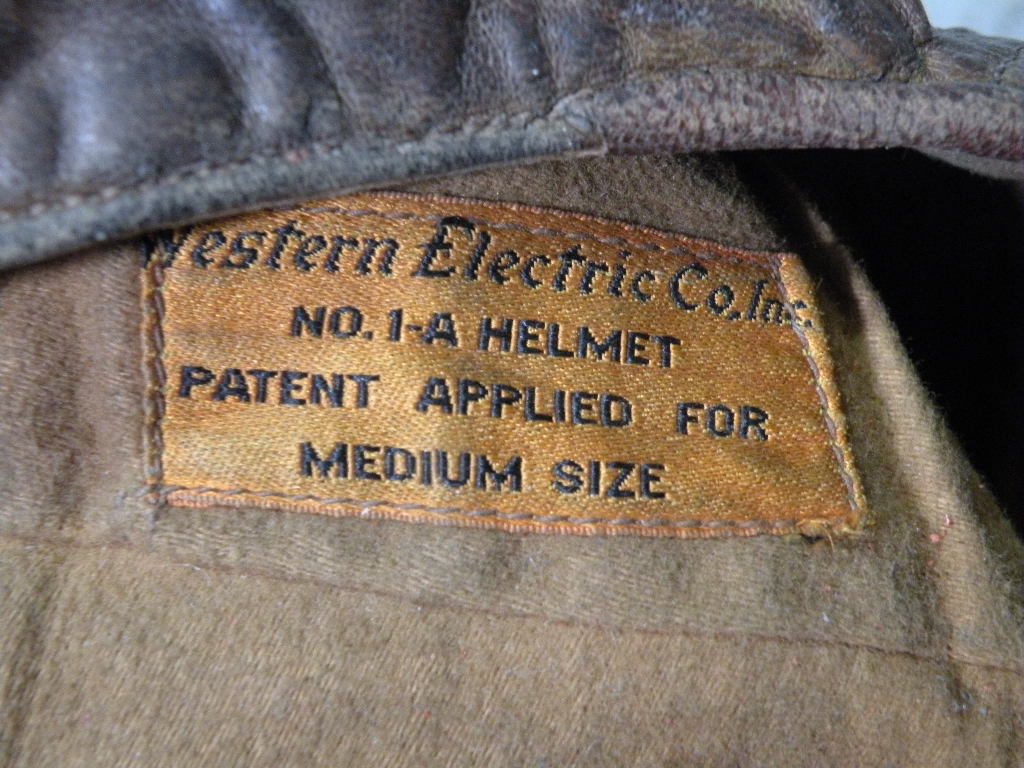 Western Electric Co., Inc.
NO. 1-A HELMET
PATENT APPLIED FOR
MEDIUM SIZE